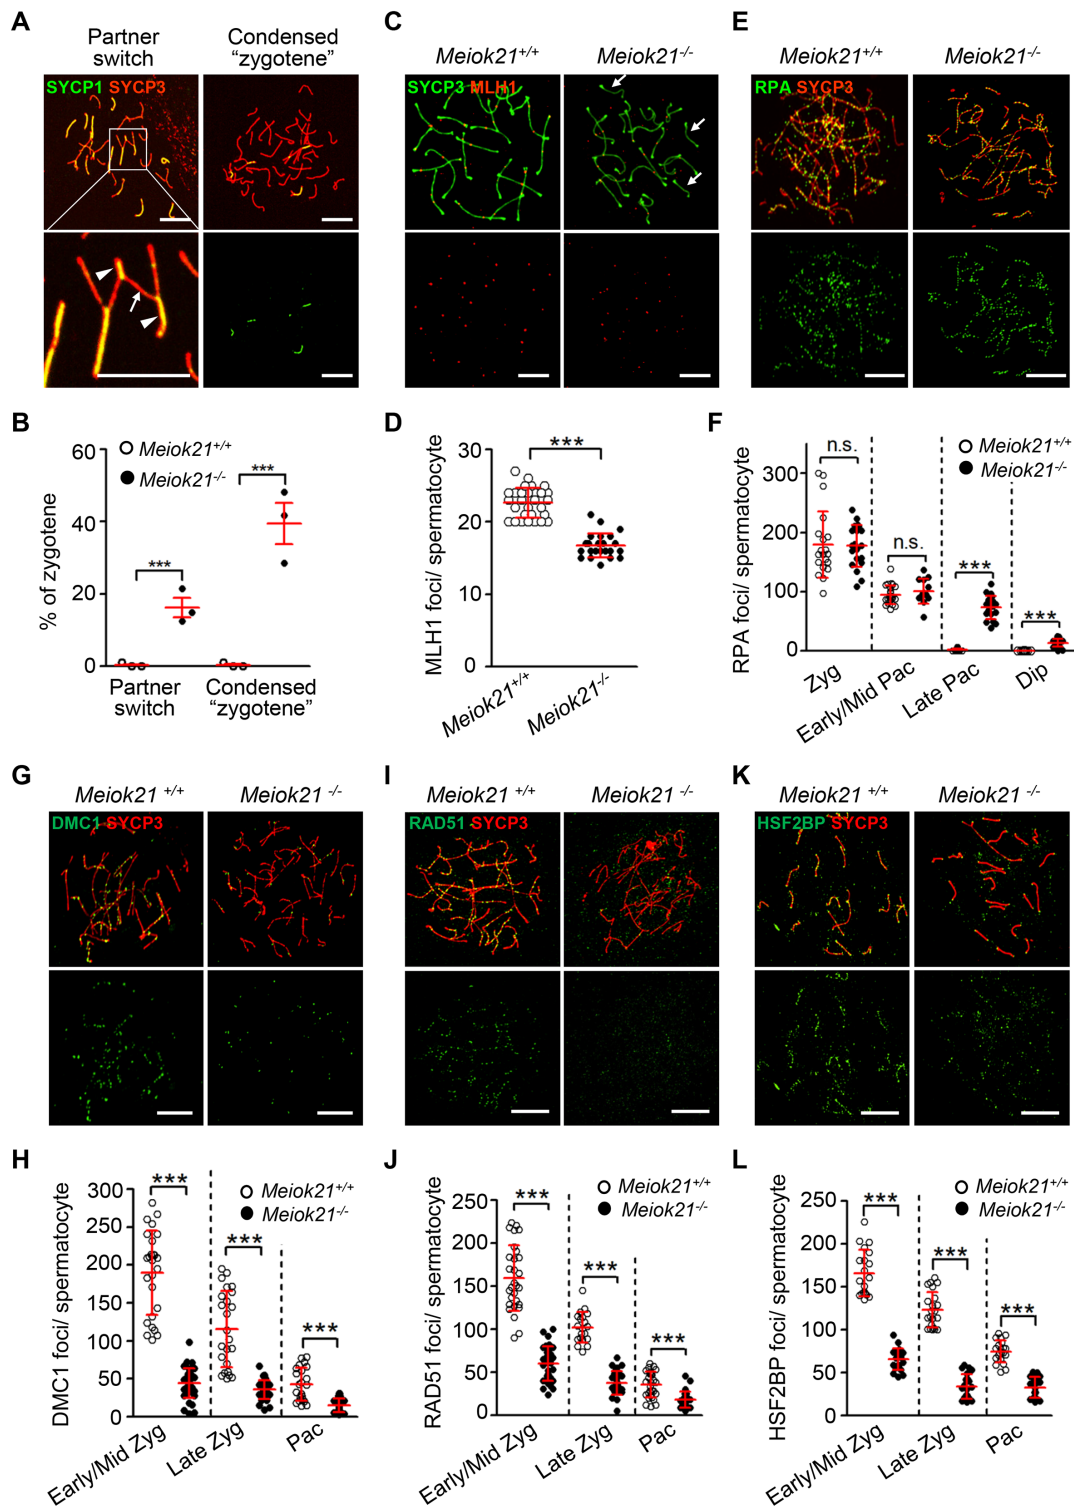 A
Partner
switch
Condensed
“zygotene”
SYCP1 SYCP3
C
Meiok21+/+
Meiok21-/-
SYCP3 MLH1
E
Meiok21+/+
Meiok21-/-
RPA SYCP3
B
% of zygotene
60
40
20
0
Meiok21+/+
Meiok21-/-
***
***
Partner
switch
Condensed
“zygotene”
D
MLH1 foci/ spermatocyte
30
20
10
0
***
Meiok21+/+
Meiok21-/-
F
RPA foci/ spermatocyte
300
200
100
0
n.s.
n.s.
***
***
Meiok21+/+
Meiok21-/-
Zyg
Early/Mid Pac
Late Pac
Dip
G
Meiok21 +/+
Meiok21 -/-
DMC1 SYCP3
I
Meiok21 +/+
Meiok21 -/-
RAD51 SYCP3
K
Meiok21 +/+
Meiok21 -/-
HSF2BP SYCP3
H
DMC1 foci/ spermatocyte
300
250
200
150
100
50
0
***
***
***
Meiok21+/+
Meiok21-/-
Early/Mid Zyg
Late Zyg
Pac
J
RAD51 foci/ spermatocyte
250
200
150
100
50
0
***
***
***
Meiok21+/+
Meiok21-/-
Early/Mid Zyg
Late Zyg
Pac
L
HSF2BP foci/ spermatocyte
250
200
150
100
50
0
***
***
***
Meiok21+/+
Meiok21-/-
Early/Mid Zyg
Late Zyg
Pac